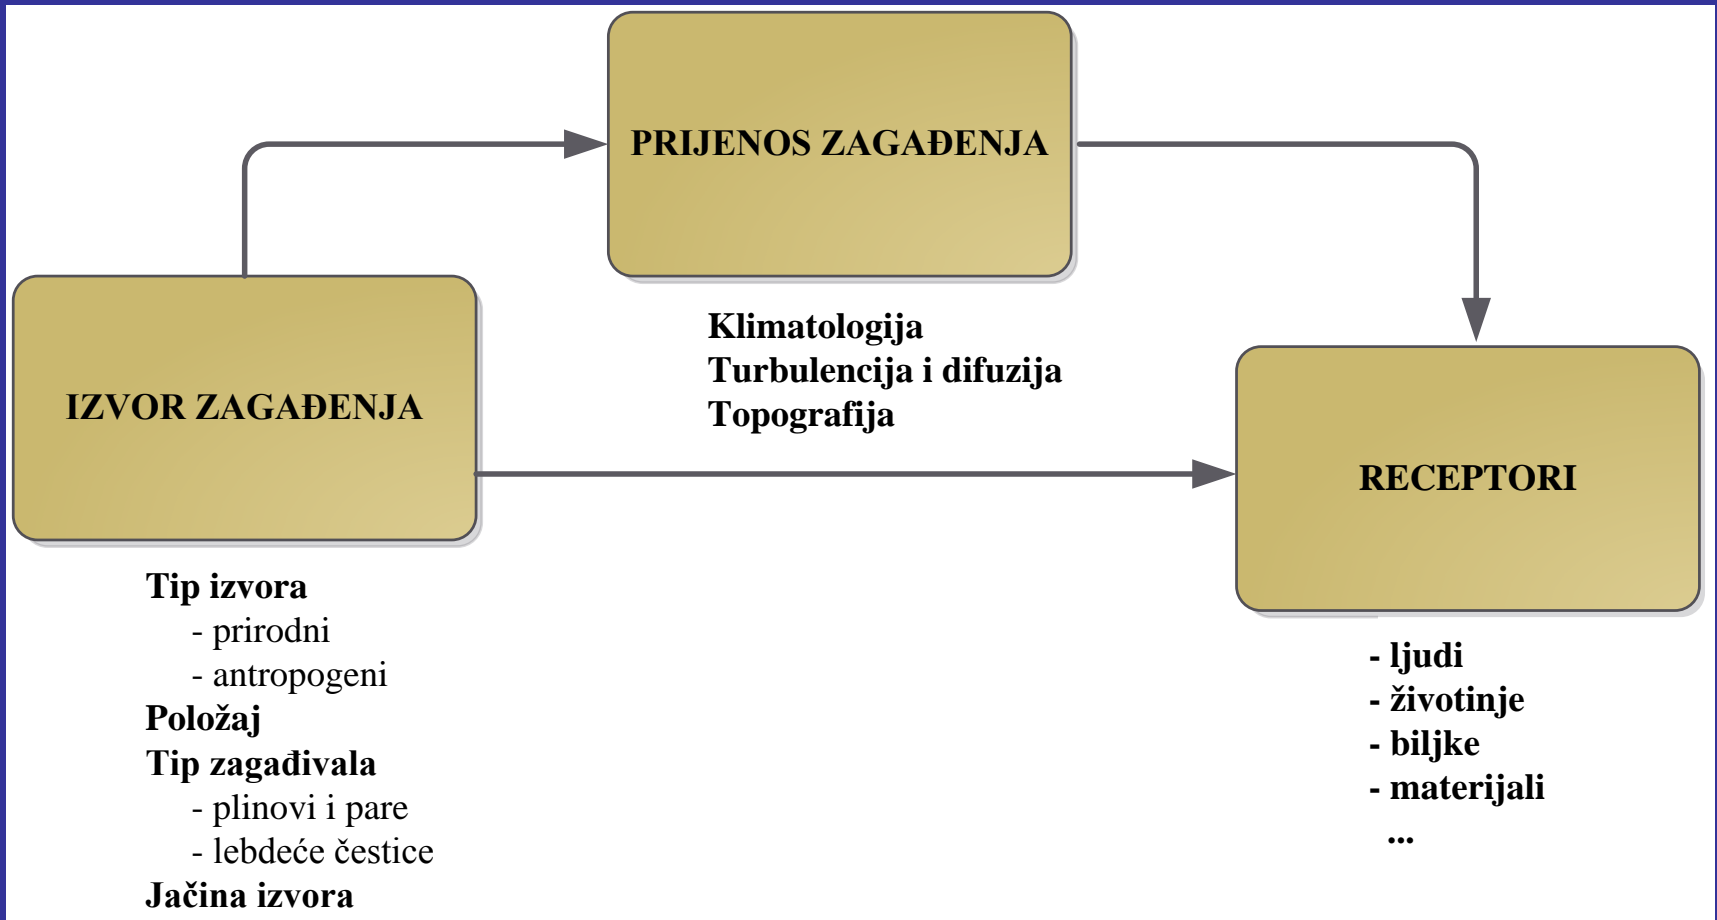 PRIJENOS ZAGAĐENJA
Klimatologija
Turbulencija i difuzija
Topografija
IZVOR ZAGAĐENJA
Tip izvora
- prirodni
- antropogeni
Položaj
Tip zagađivala
- plinovi i pare
- lebdeće čestice
Jačina izvora
RECEPTORI
- ljudi
- životinje
- biljke
- materijali
...